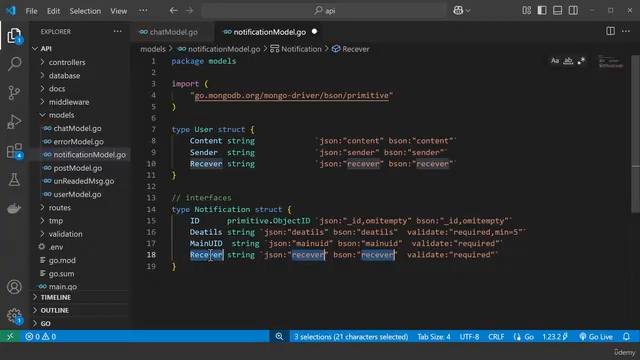 api
EXPLORER
API
controllers
database
docs
middleware
models
chatModel.go
errorModel.go
notificationModel.go
postModel.go
unReadedMsg.go
userModel.go
routes
tmp
validation
.env
go.mod
go.sum
main.go
TIMELINE
OUTLINE
GO
chatModel.go
notificationModel.go
models > notificationModel.go > Notification > Recever
1 package models
2
3 import (
4 "go.mongodb.org/mongo-driver/bson/primitive"
5 )
6
7 type User struct {
8 Content string `json:"content" bson:"content"`
9 Sender string `json:"sender" bson:"sender"`
10 Recever string `json:"recever" bson:"recever"`
11 }
12
13 // interfaces
14 type Notification struct {
15 ID primitive.ObjectID `json:"_id,omitempty" bson:"_id,omitempty"`
16 Deatils string `json:"deatils" bson:"deatils" validate:"required,min=5"`
17 MainUID string `json:"mainuid" bson:"mainuid" validate:"required"`
18 Recever string `json:"recever" bson:"recever" validate:"required"`
19 }
Aa ab .*
3 selections (21 characters selected) Tab Size: 4 UTF-8 CRLF Go 1.23.2 Go Live
Udemy